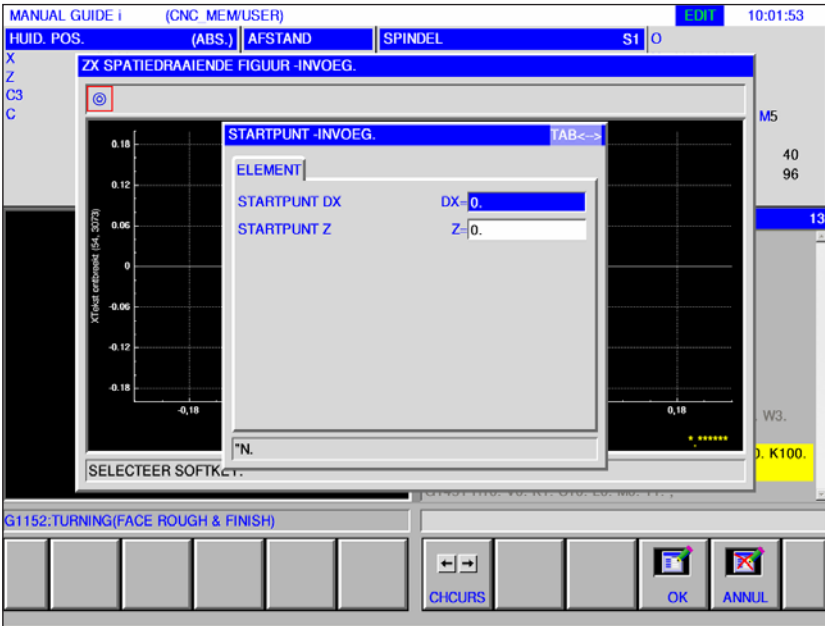 MANUAL GUIDE i (CNC_MEM/USER) EDIT 10:01:53
HUID. POS. (ABS.) AFSTAND SPINDEL S1 O
X
Z
C3
C
ZX SPATIEDRAAIENDE FIGUUR -INVOEG.
M5
40
96
STARTPUNT -INVOEG. TAB<-->
ELEMENT
STARTPUNT DX DX= 0.
STARTPUNT Z Z= 0.
0.18
0.12
0.06
0
-0.06
-0.12
-0.18
XTekst ontbreekt (54, 3073)
-0,18 0,18
13
W3.
*.******
"N.
0. K100.
SELECTEER SOFTKEY.
G1152:TURNING(FACE ROUGH & FINISH)
CHCURS OK ANNUL